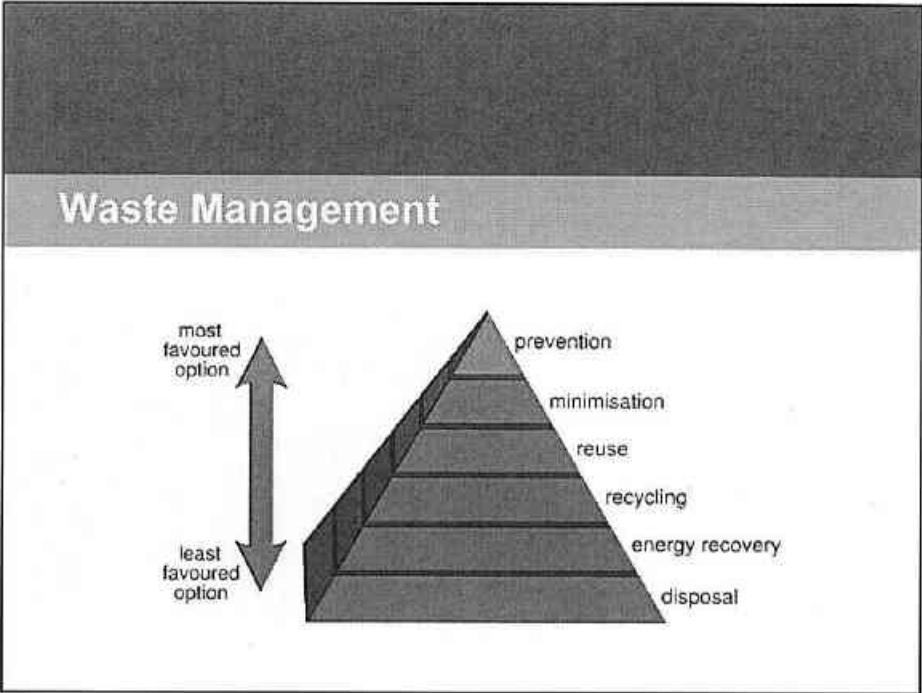 Waste Management
most
favoured
option
prevention
minimisation
reuse
recycling
energy recovery
least
favoured
option
disposal